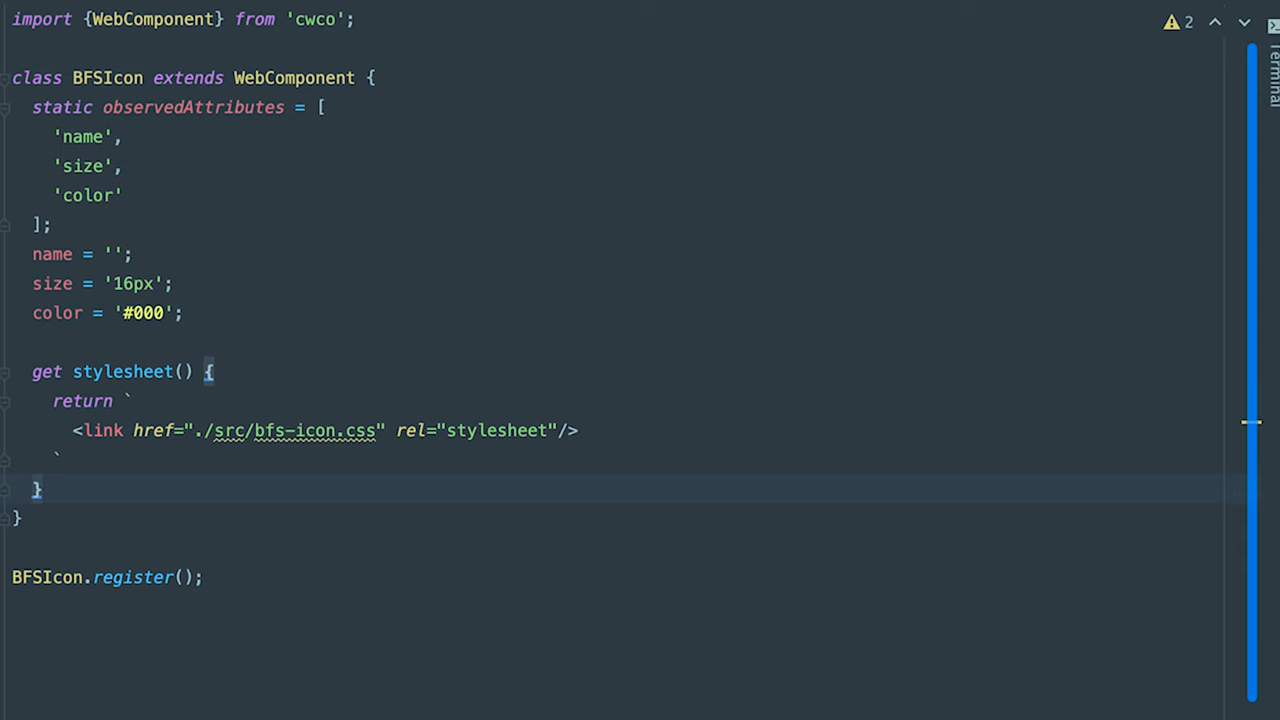 import {WebComponent} from 'cwco';
2
class BFSIcon extends WebComponent {
static observedAttributes = [
'name',
'size',
'color'
];
name = '';
size = '16px';
color = '#000';
get stylesheet() {
return `
<link href="./src/bfs-icon.css" rel="stylesheet"/>
`
}
}
BFSIcon.register();
Terminal